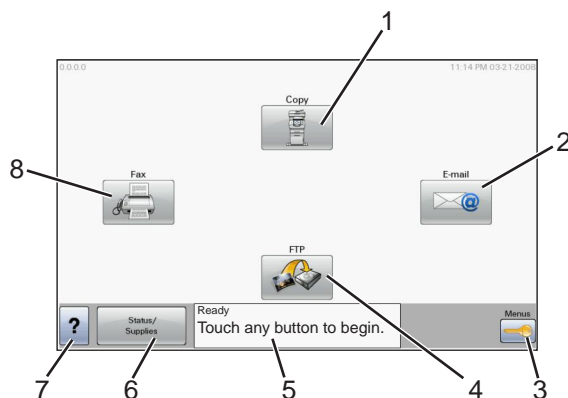 1
0.0.0.0
11:14 PM 03-21-2008
Copy
2
8
Fax
E-mail
@
FTP
Ready
Touch any button to begin.
Menus
?
Status/
Supplies
7
6
5
4
3